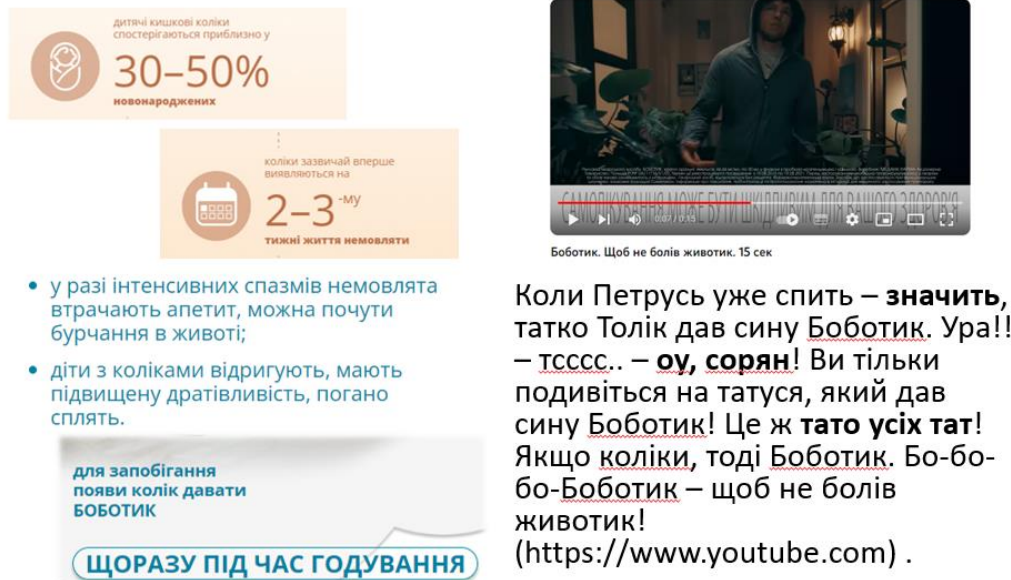 дитячі кишкові коліки
спостерігаються приблизно у
30–50%
новонароджених
коліки зазвичай вперше
виявляються на
2–3 -му
тижні життя немовляти
• у разі інтенсивних спазмів немовлята
втрачають апетит, можна почути
бурчання в животі;
• діти з коліками відригують, мають
підвищену дратівливість, погано
сплять.
для запобігання
появи колік давати
БОБОТИК
ЩОРАЗУ ПІД ЧАС ГОДУВАННЯ
САМОЛІКУВАННЯ МОЖЕ БУТИ ШКІДЛИВИМ ДЛЯ ВАШОГО ЗДОРОВ'Я
0:07 / 0:15
Боботик. Щоб не болів животик. 15 сек
Коли Петрусь уже спить – значить,
татко Толік дав сину Боботик. Ура!!
– тсссс.. – оу, сорян! Ви тільки
подивіться на татуся, який дав
сину Боботик! Це ж тато усіх тат!
Якщо коліки, тоді Боботик. Бо-бо-
бо-Боботик – щоб не болів
животик!
(https://www.youtube.com) .